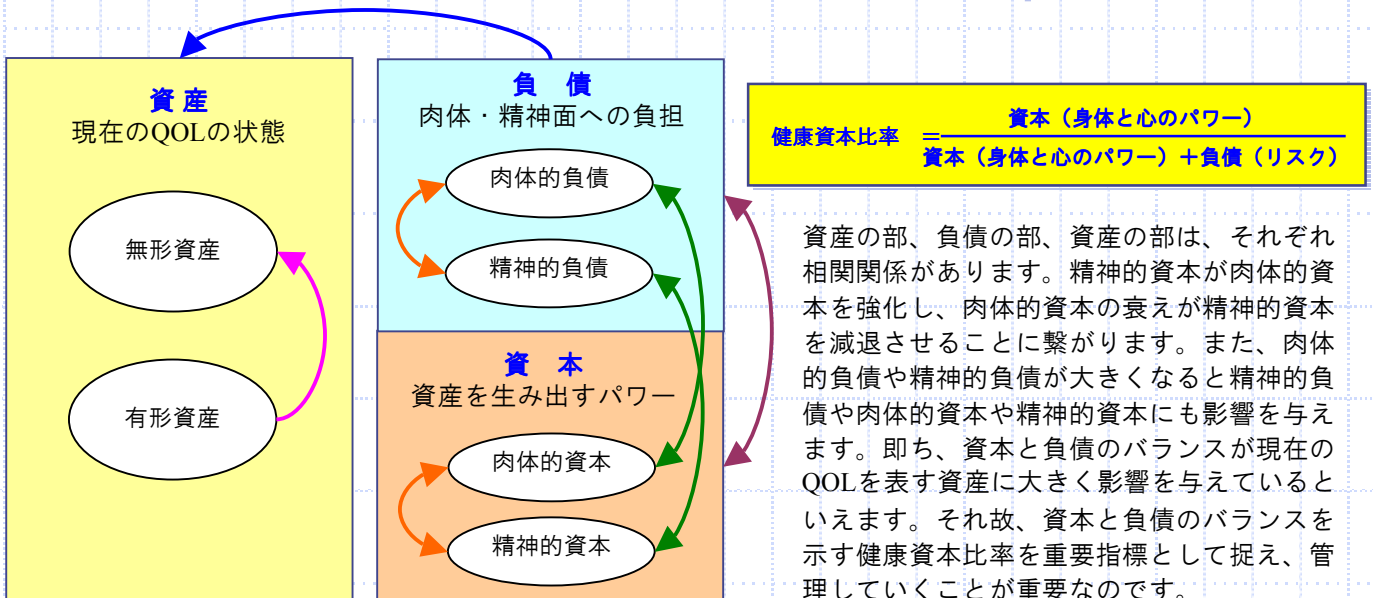 資 産
現在のQOLの状態
無形資産
有形資産
負 債
肉体・精神面への負担
肉体的負債
精神的負債
資 本
資産を生み出すパワー
肉体的資本
精神的資本
健康資本比率 =
資本（身体と心のパワー）
資本（身体と心のパワー）＋負債（リスク）
資産の部、負債の部、資産の部は、それぞれ
相関関係があります。精神的資本が肉体的資
本を強化し、肉体的資本の衰えが精神的資本
を減退させることに繋がります。また、肉体
的負債や精神的負債が大きくなると精神的負
債や肉体的資本や精神的資本にも影響を与え
ます。即ち、資本と負債のバランスが現在の
QOLを表す資産に大きく影響を与えていると
いえます。それ故、資本と負債のバランスを
示す健康資本比率を重要指標として捉え、管
理していくことが重要なのです。